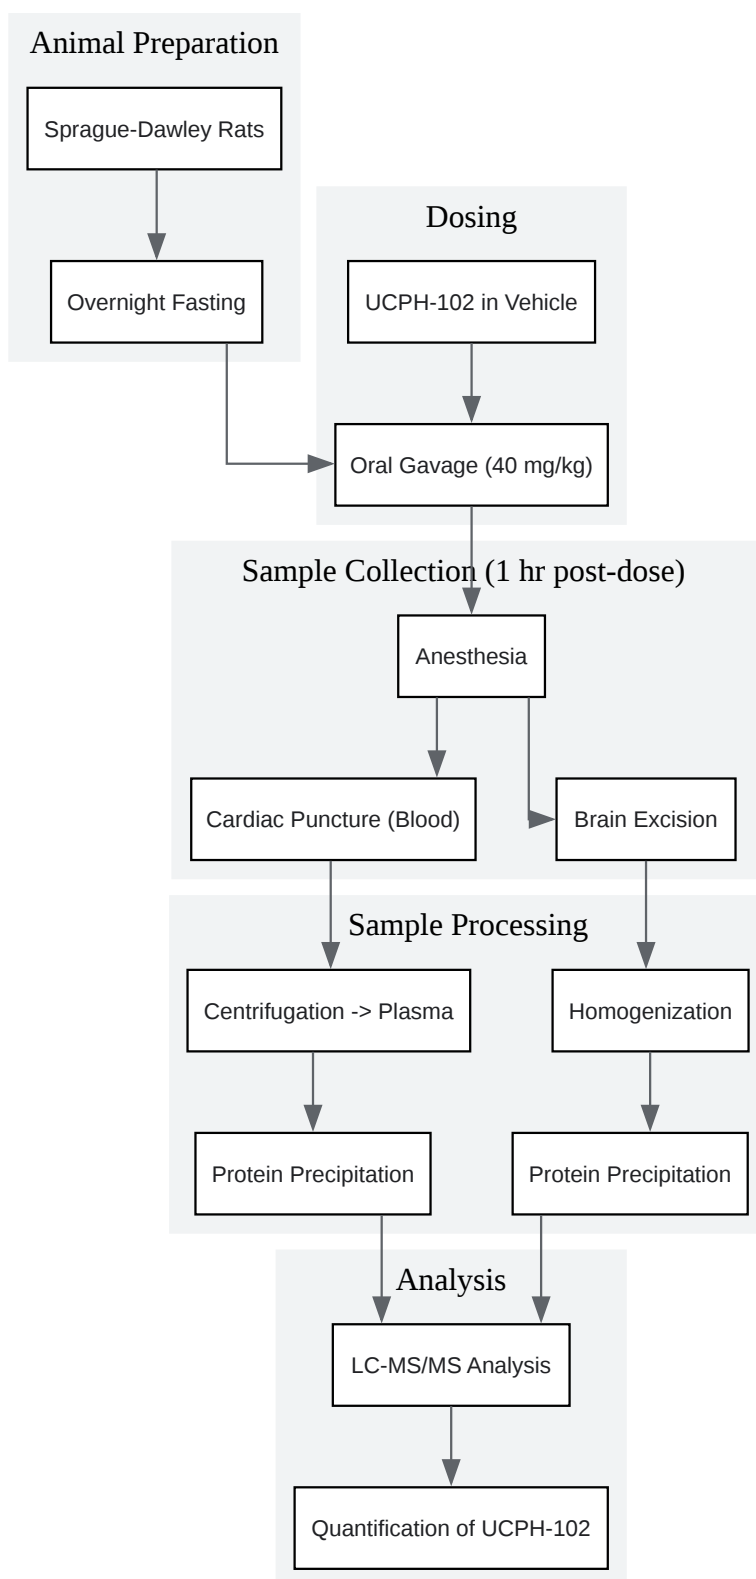 Animal Preparation
Sprague-Dawley Rats
Overnight Fasting
Dosing
UCPH-102 in Vehicle
Oral Gavage (40 mg/kg)
Sample Collection (1 hr post-dose)
Anesthesia
Cardiac Puncture (Blood)
Brain Excision
Sample Processing
Centrifugation -> Plasma
Homogenization
Protein Precipitation
Protein Precipitation
Analysis
LC-MS/MS Analysis
Quantification of UCPH-102